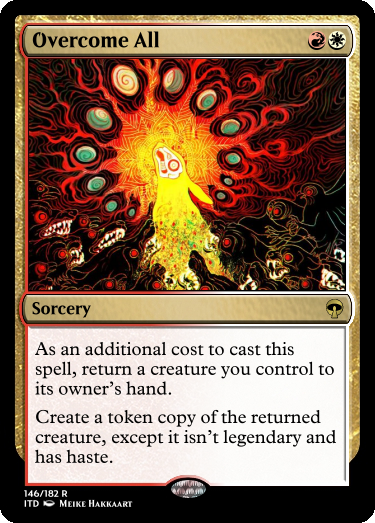 Overcome All
Sorcery
As an additional cost to cast this
spell, return a creature you control to
its owner's hand.
Create a token copy of the returned
creature, except it isn't legendary and
has haste.
146/182 R
ITD Meike Hakkaart